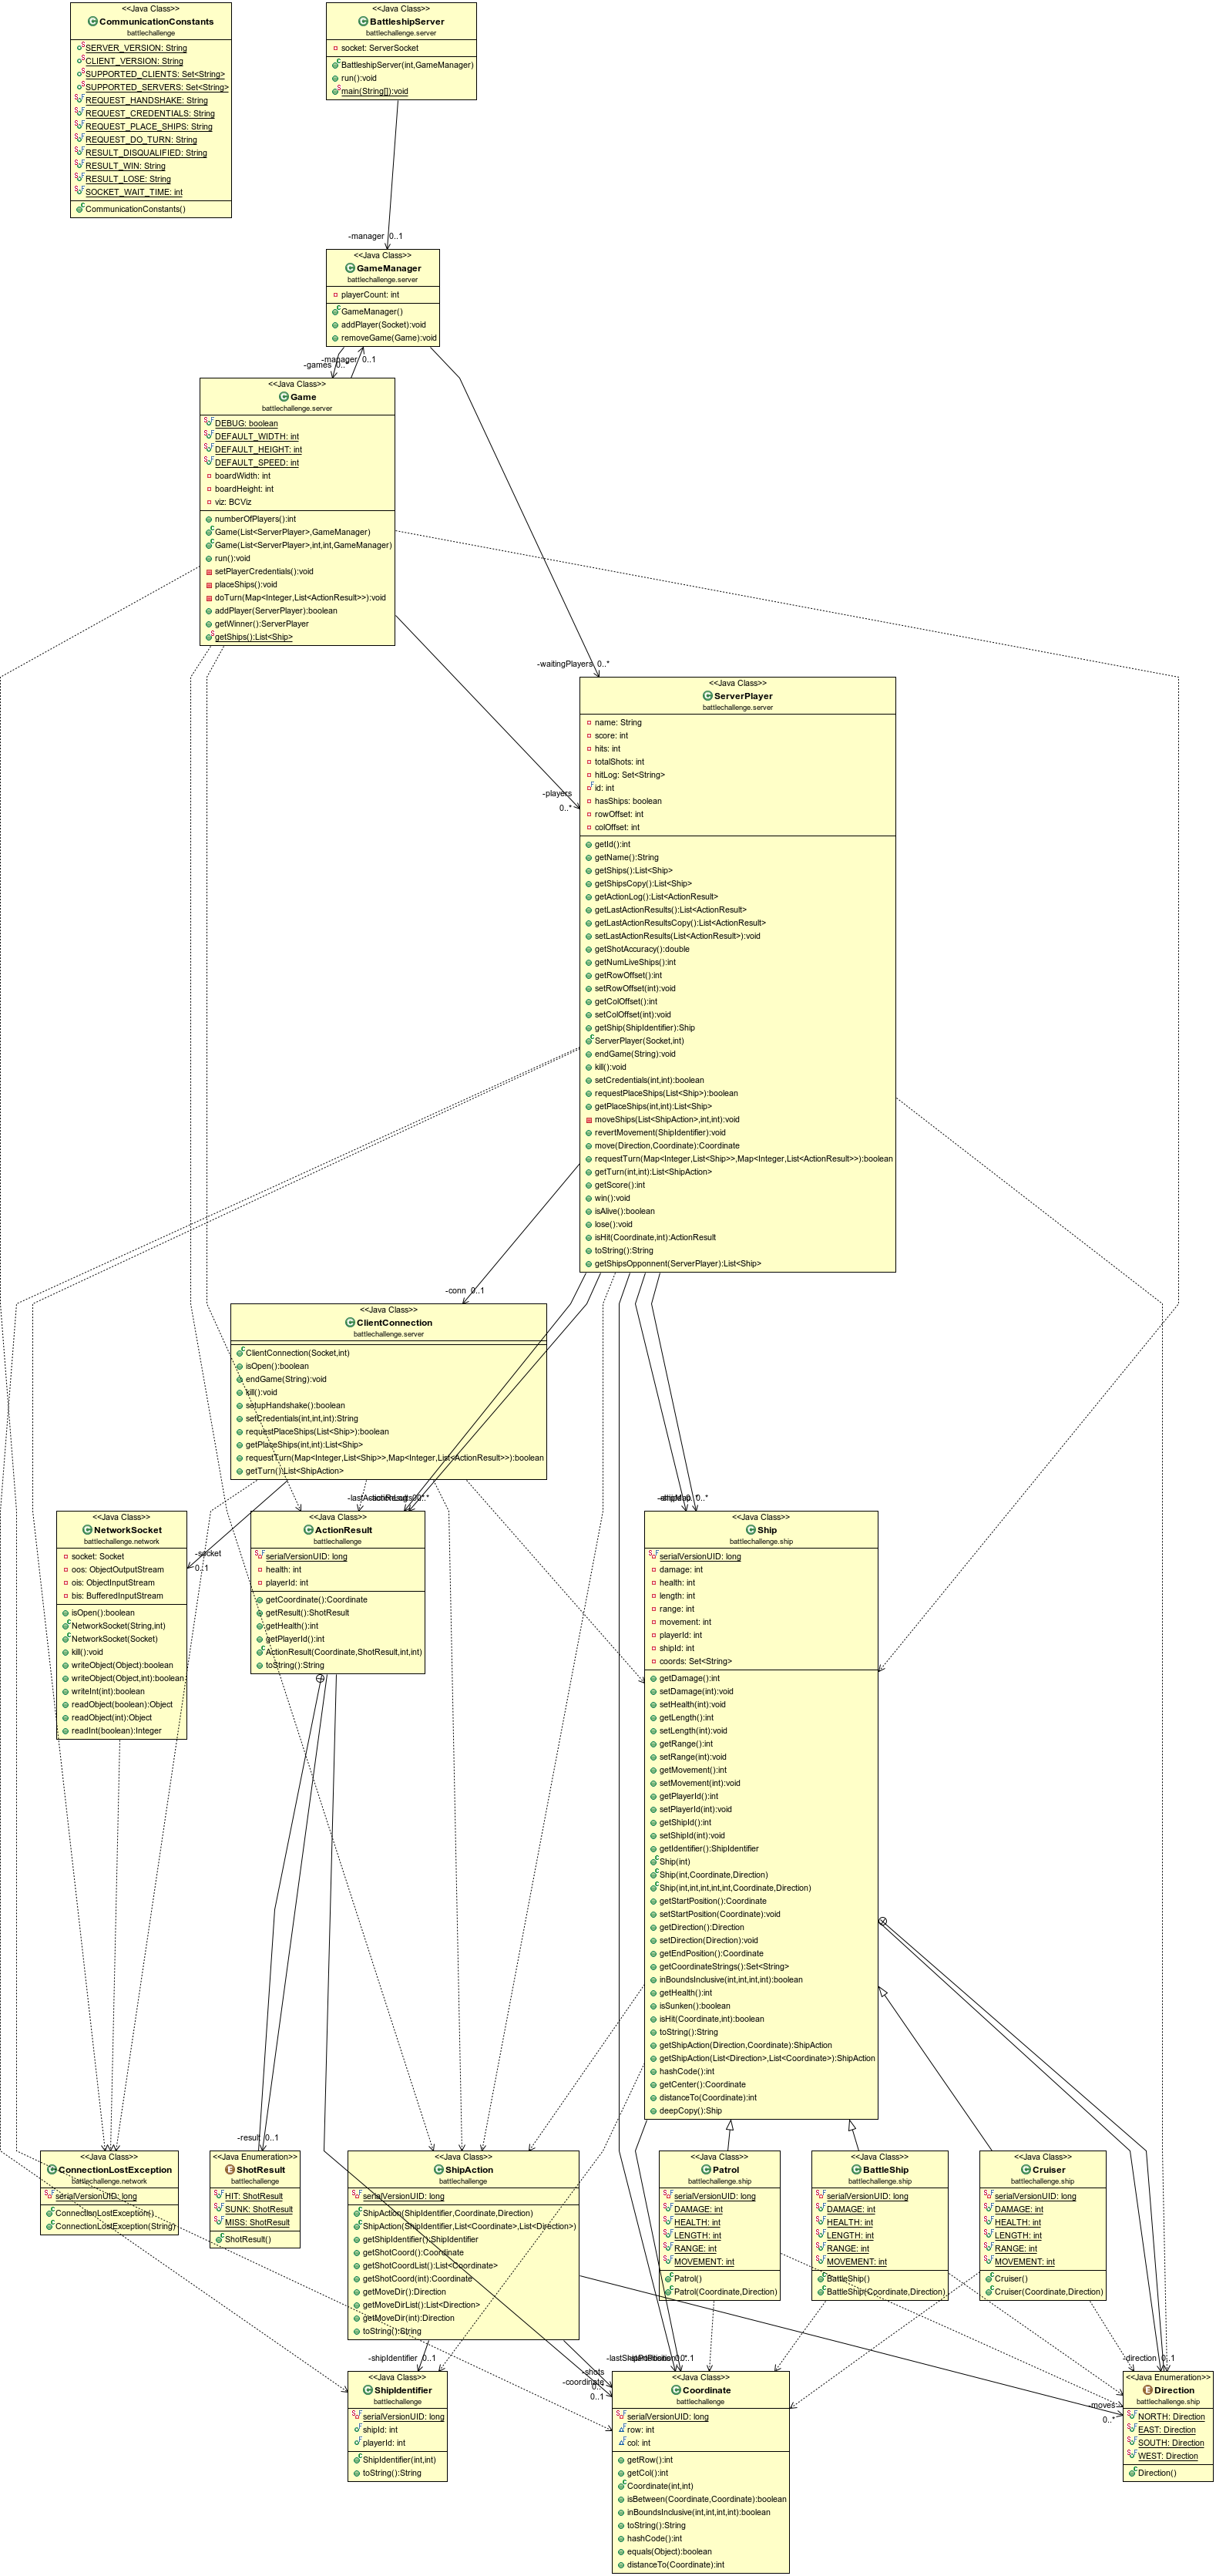 <<Java Class>>
CommunicationConstants
battlechallenge
SERVER_VERSION: String
CLIENT_VERSION: String
SUPPORTED_CLIENTS: Set<String>
SUPPORTED_SERVERS: Set<String>
REQUEST_HANDSHAKE: String
REQUEST_CREDENTIALS: String
REQUEST_PLACE_SHIPS: String
REQUEST_DO_TURN: String
RESULT_DISQUALIFIED: String
RESULT_WIN: String
RESULT_LOSE: String
SOCKET_WAIT_TIME: int
CommunicationConstants()
<<Java Class>>
BattleshipServer
battlechallenge.server
socket: ServerSocket
BattleshipServer(int,GameManager)
run():void
main(String[]):void
-manager 0..1
<<Java Class>>
GameManager
battlechallenge.server
playerCount: int
GameManager()
addPlayer(Socket):void
removeGame(Game):void
-manager 0..1
-games 0..*
<<Java Class>>
Game
battlechallenge.server
DEBUG: boolean
DEFAULT_WIDTH: int
DEFAULT_HEIGHT: int
DEFAULT_SPEED: int
boardWidth: int
boardHeight: int
viz: BCViz
numberOfPlayers():int
Game(List<ServerPlayer>,GameManager)
Game(List<ServerPlayer>,int,int,GameManager)
run():void
setPlayerCredentials():void
placeShips():void
doTurn(Map<Integer,List<ActionResult>>):void
addPlayer(ServerPlayer):boolean
getWinner():ServerPlayer
getShips():List<Ship>
-waitingPlayers 0..*
-players
0..*
<<Java Class>>
ServerPlayer
battlechallenge.server
name: String
score: int
hits: int
totalShots: int
hitLog: Set<String>
id: int
hasShips: boolean
rowOffset: int
colOffset: int
getId():int
getName():String
getShips():List<Ship>
getShipsCopy():List<Ship>
getActionLog():List<ActionResult>
getLastActionResults():List<ActionResult>
getLastActionResultsCopy():List<ActionResult>
setLastActionResults(List<ActionResult>):void
getShotAccuracy():double
getNumLiveShips():int
getRowOffset():int
setRowOffset(int):void
getColOffset():int
setColOffset(int):void
getShip(ShipIdentifier):Ship
ServerPlayer(Socket,int)
endGame(String):void
kill():void
setCredentials(int,int):boolean
requestPlaceShips(List<Ship>):boolean
getPlaceShips(int,int):List<Ship>
moveShips(List<ShipAction>,int,int):void
revertMovement(ShipIdentifier):void
move(Direction,Coordinate):Coordinate
requestTurn(Map<Integer,List<Ship>>,Map<Integer,List<ActionResult>>):boolean
getTurn(int,int):List<ShipAction>
getScore():int
win():void
isAlive():boolean
lose():void
isHit(Coordinate,int):ActionResult
toString():String
getShipsOpponnent(ServerPlayer):List<Ship>
-conn 0..1
<<Java Class>>
ClientConnection
battlechallenge.server
ClientConnection(Socket,int)
isOpen():boolean
endGame(String):void
kill():void
setupHandshake():boolean
setCredentials(int,int,int):String
requestPlaceShips(List<Ship>):boolean
getPlaceShips(int,int):List<Ship>
requestTurn(Map<Integer,List<Ship>>,Map<Integer,List<ActionResult>>):boolean
getTurn():List<ShipAction>
-socket
0..1
<<Java Class>>
NetworkSocket
battlechallenge.network
socket: Socket
oos: ObjectOutputStream
ois: ObjectInputStream
bis: BufferedInputStream
isOpen():boolean
NetworkSocket(String,int)
NetworkSocket(Socket)
kill():void
writeObject(Object):boolean
writeObject(Object,int):boolean
writeInt(int):boolean
readObject(boolean):Object
readObject(int):Object
readInt(boolean):Integer
<<Java Class>>
ActionResult
battlechallenge
serialVersionUID: long
health: int
playerId: int
getCoordinate():Coordinate
getResult():ShotResult
getHealth():int
getPlayerId():int
ActionResult(Coordinate,ShotResult,int,int)
toString():String
0..*
<<Java Class>>
Ship
battlechallenge.ship
serialVersionUID: long
damage: int
health: int
length: int
range: int
movement: int
playerId: int
shipId: int
coords: Set<String>
getDamage():int
setDamage(int):void
setHealth(int):void
getLength():int
setLength(int):void
getRange():int
setRange(int):void
getMovement():int
setMovement(int):void
getPlayerId():int
setPlayerId(int):void
getShipId():int
setShipId(int):void
getIdentifier():ShipIdentifier
Ship(int)
Ship(int,Coordinate,Direction)
Ship(int,int,int,int,int,Coordinate,Direction)
getStartPosition():Coordinate
setStartPosition(Coordinate):void
getDirection():Direction
setDirection(Direction):void
getEndPosition():Coordinate
getCoordinateStrings():Set<String>
inBoundsInclusive(int,int,int,int):boolean
getHealth():int
isSunken():boolean
isHit(Coordinate,int):boolean
toString():String
getShipAction(Direction,Coordinate):ShipAction
getShipAction(List<Direction>,List<Coordinate>):ShipAction
hashCode():int
getCenter():Coordinate
distanceTo(Coordinate):int
deepCopy():Ship
<<Java Class>>
ConnectionLostException
battlechallenge.network
serialVersionUID: long
ConnectionLostException()
ConnectionLostException(String)
-result 0..1
<<Java Enumeration>>
ShotResult
battlechallenge
HIT: ShotResult
SUNK: ShotResult
MISS: ShotResult
ShotResult()
<<Java Class>>
ShipAction
battlechallenge
serialVersionUID: long
ShipAction(ShipIdentifier,Coordinate,Direction)
ShipAction(ShipIdentifier,List<Coordinate>,List<Direction>)
getShipIdentifier():ShipIdentifier
getShotCoord():Coordinate
getShotCoordList():List<Coordinate>
getShotCoord(int):Coordinate
getMoveDir():Direction
getMoveDirList():List<Direction>
getMoveDir(int):Direction
toString():String
<<Java Class>>
Patrol
battlechallenge.ship
serialVersionUID: long
DAMAGE: int
HEALTH: int
LENGTH: int
RANGE: int
MOVEMENT: int
Patrol()
Patrol(Coordinate,Direction)
<<Java Class>>
BattleShip
battlechallenge.ship
serialVersionUID: long
DAMAGE: int
HEALTH: int
LENGTH: int
RANGE: int
MOVEMENT: int
BattleShip()
BattleShip(Coordinate,Direction)
<<Java Class>>
Cruiser
battlechallenge.ship
serialVersionUID: long
DAMAGE: int
HEALTH: int
LENGTH: int
RANGE: int
MOVEMENT: int
Cruiser()
Cruiser(Coordinate,Direction)
-shipIdentifier 0..1
<<Java Class>>
ShipIdentifier
battlechallenge
serialVersionUID: long
shipId: int
playerId: int
ShipIdentifier(int,int)
toString():String
-shots
-coordinate
0..1
<<Java Class>>
Coordinate
battlechallenge
serialVersionUID: long
row: int
col: int
getRow():int
getCol():int
Coordinate(int,int)
isBetween(Coordinate,Coordinate):boolean
inBoundsInclusive(int,int,int,int):boolean
toString():String
hashCode():int
equals(Object):boolean
distanceTo(Coordinate):int
-direction 0..1
-moves
0..*
<<Java Enumeration>>
Direction
battlechallenge.ship
NORTH: Direction
EAST: Direction
SOUTH: Direction
WEST: Direction
Direction()